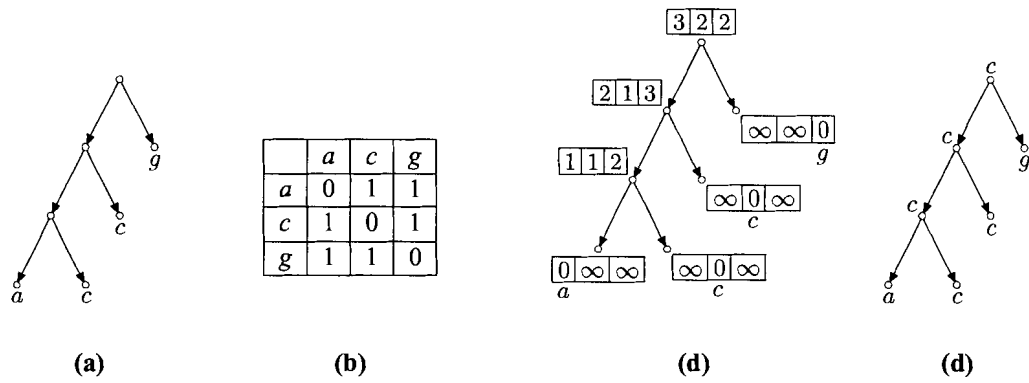 3 2 2
c
2 1 3
∞ ∞ 0
g
g
c
g
a c g
a 0 1 1
c 1 0 1
g 1 1 0
1 1 2
∞ 0 ∞
c
c
c
c
a c
0 ∞ ∞
a
∞ 0 ∞
c
a c
(a) (b) (d) (d)